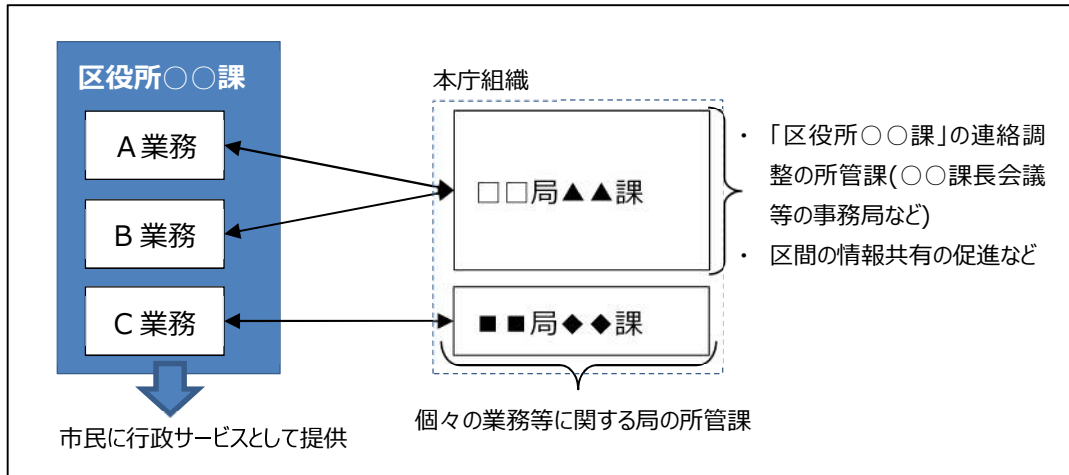 区役所○○課
A業務
B業務
C業務
市民に行政サービスとして提供
本庁組織
□□局▲▲課
■■局◆◆課
個々の業務等に関する局の所管課
・ 「区役所○○課」の連絡調
整の所管課(○○課長会議
等の事務局など)
・ 区間の情報共有の促進など